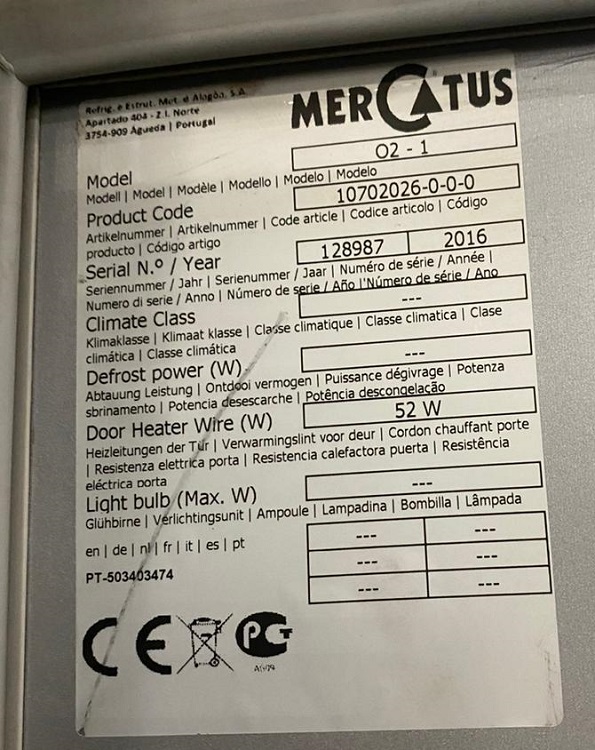 Refrig. e Estrut. Met. d Alagôa, S.A.
Apartado 404 - Z.I. Norte
3754-909 Águeda | Portugal
MERCATUS
O2 - 1
Model
Modell | Model | Modèle | Modello | Modelo | Modelo
10702026-0-0-0
Product Code
Artikelnummer | Artikelnummer | Code article | Codice articolo | Código
producto | Código artigo
128987 2016
Serial N.º / Year
Seriennummer / Jahr | Serienummer / Jaar | Numéro de série / Année |
Numero di serie / Anno | Número de serie / Año l'Número de série / Ano
---
Climate Class
Klimaklasse | Klimaat klasse | Classe climatique | Classe climatica | Clase
climática | Classe climática
---
Defrost power (W)
Abtauung Leistung | Ontdooi vermogen | Puissance dégivrage | Potenza
sbrinamento | Potencia desescarche | Potência descongelação
52 W
Door Heater Wire (W)
Heizleitungen der Tür | Verwarmingslint voor deur | Cordon chauffant porte
| Resistenza elettrica porta | Resistencia calefactora puerta | Resistência
eléctrica porta
---
Light bulb (Max. W)
Glühbirne | Verlichtingsunit | Ampoule | Lampadina | Bombilla | Lâmpada
--- ---
en | de | nl | fr | it | es | pt
--- ---
PT-503403474
--- ---
CE
PCT